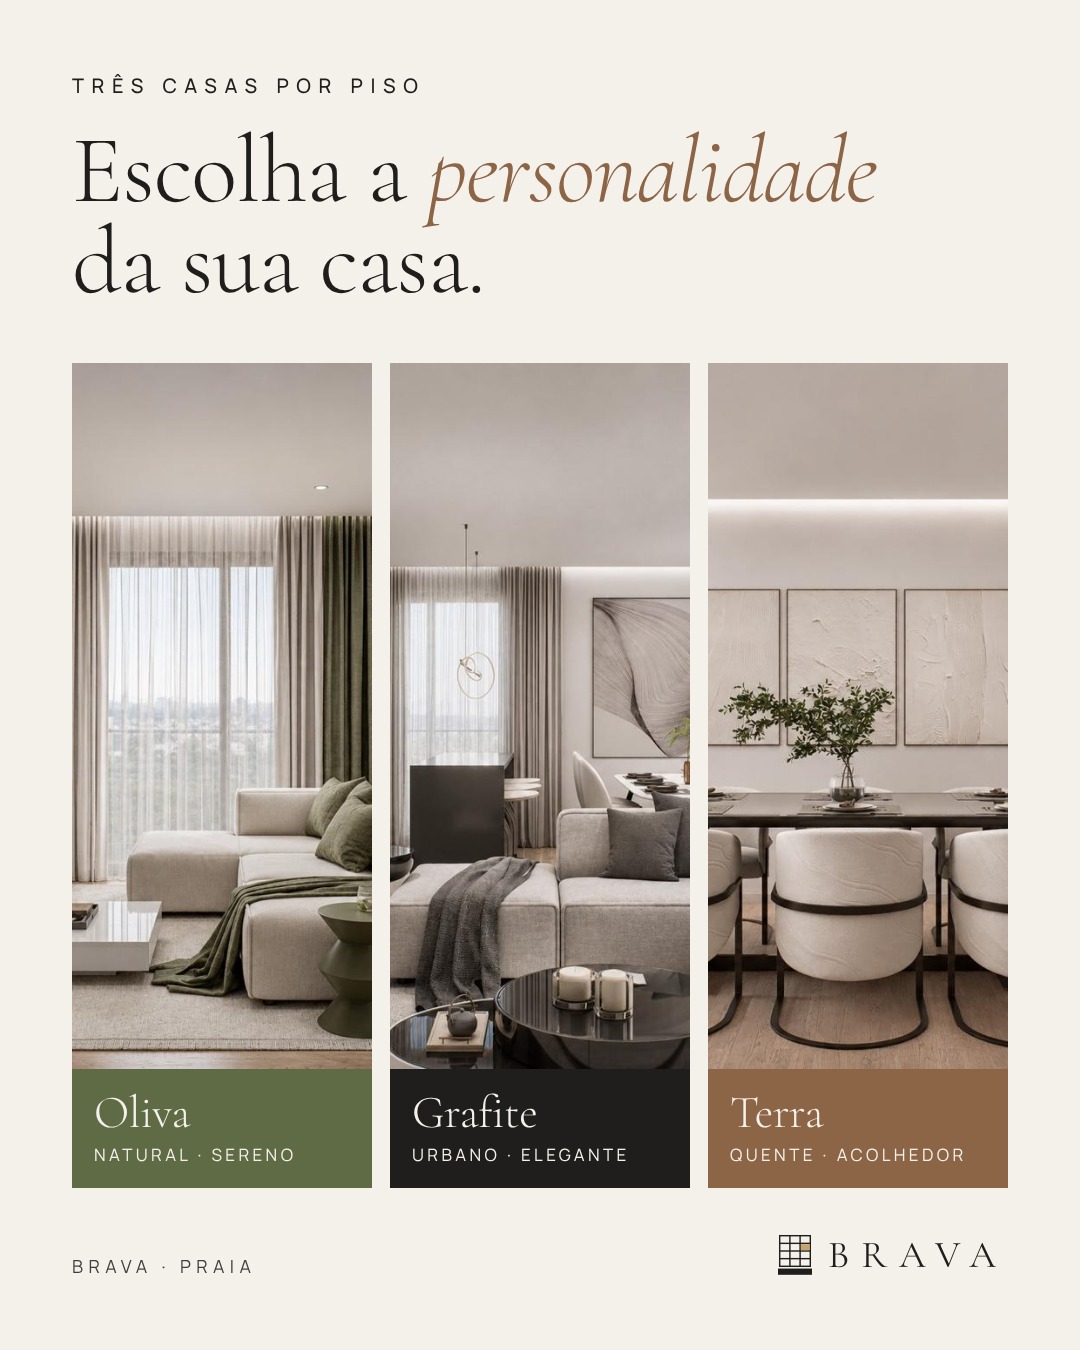 TRÊS CASAS POR PISO
Escolha a personalidade
da sua casa.
Oliva
NATURAL · SERENO
Grafite
URBANO · ELEGANTE
Terra
QUENTE · ACOLHEDOR
BRAVA · PRAIA
BRAVA